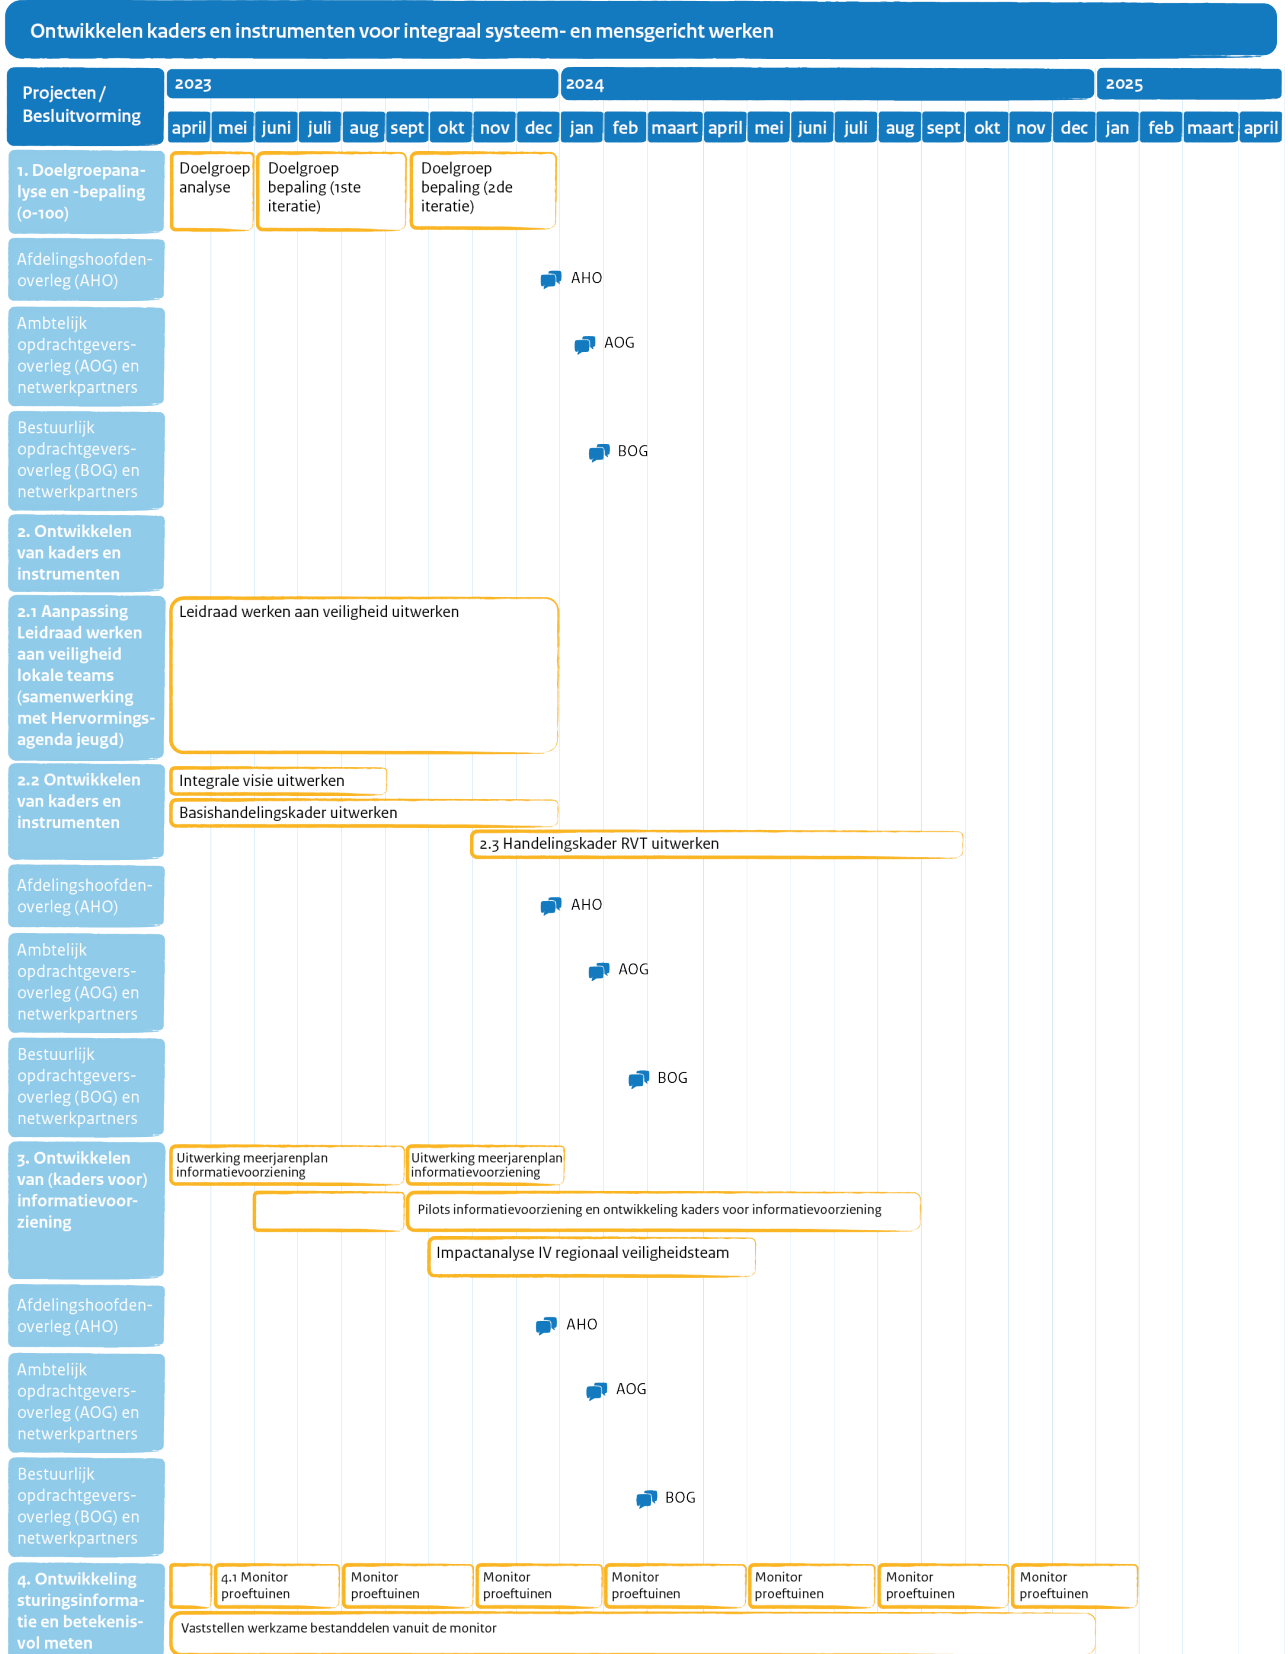 Ontwikkelen kaders en instrumenten voor integraal systeem- en mensgericht werken
Projecten /
Besluitvorming
2023
2024
2025
april mei juni juli aug sept okt nov dec jan feb maart april mei juni juli aug sept okt nov dec jan feb maart april
1. Doelgroepana-
lyse en -bepaling
(0-100)
Doelgroep
analyse
Doelgroep
bepaling (1ste
iteratie)
Doelgroep
bepaling (2de
iteratie)
Afdelingshoofden-
overleg (AHO)
AHO
Ambtelijk
opdrachtgevers-
overleg (AOG) en
netwerkpartners
AOG
Bestuurlijk
opdrachtgevers-
overleg (BOG) en
netwerkpartners
BOG
2. Ontwikkelen
van kaders en
instrumenten
2.1 Aanpassing
Leidraad werken
aan veiligheid
lokale teams
(samenwerking
met Hervormings-
agenda jeugd)
Leidraad werken aan veiligheid uitwerken
2.2 Ontwikkelen
van kaders en
instrumenten
Integrale visie uitwerken
Basishandelingskader uitwerken
2.3 Handelingskader RVT uitwerken
Afdelingshoofden-
overleg (AHO)
AHO
Ambtelijk
opdrachtgevers-
overleg (AOG) en
netwerkpartners
AOG
Bestuurlijk
opdrachtgevers-
overleg (BOG) en
netwerkpartners
BOG
3. Ontwikkelen
van (kaders voor)
informatievoor-
ziening
Uitwerking meerjarenplan
informatievoorziening
Uitwerking meerjarenplan
informatievoorziening
Pilots informatievoorziening en ontwikkeling kaders voor informatievoorziening
Impactanalyse IV regionaal veiligheidsteam
Afdelingshoofden-
overleg (AHO)
AHO
Ambtelijk
opdrachtgevers-
overleg (AOG) en
netwerkpartners
AOG
Bestuurlijk
opdrachtgevers-
overleg (BOG) en
netwerkpartners
BOG
4. Ontwikkeling
sturingsinforma-
tie en betekenis-
vol meten
4.1 Monitor
proeftuinen
Monitor
proeftuinen
Monitor
proeftuinen
Monitor
proeftuinen
Monitor
proeftuinen
Monitor
proeftuinen
Monitor
proeftuinen
Vaststellen werkzame bestanddelen vanuit de monitor